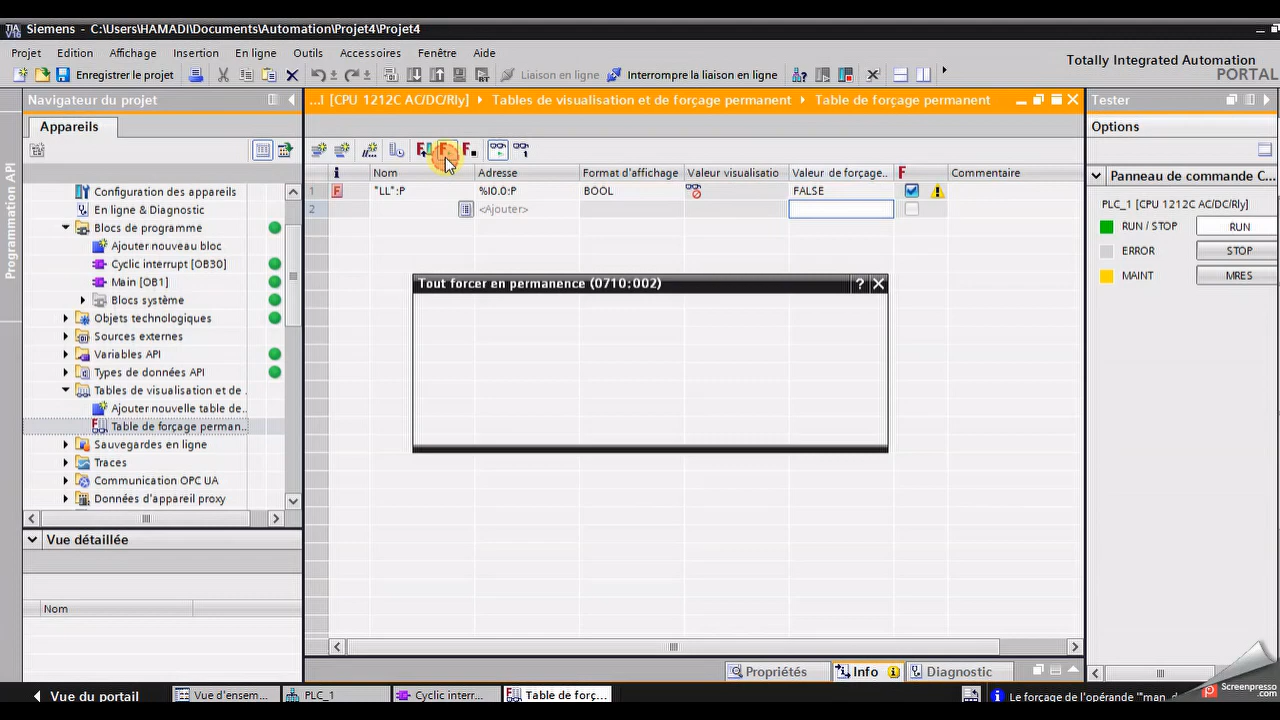 TIA V16 Siemens - C:\Users\HAMADI\Documents\Automation\Projet4\Projet4
Projet Edition Affichage Insertion En ligne Outils Accessoires Fenêtre Aide
Totally Integrated Automation
PORTAL
Enregistrer le projet Liaison en ligne Interrompre la liaison en ligne
Navigateur du projet
...l [CPU 1212C AC/DC/Rly] Tables de visualisation et de forçage permanent Table de forçage permanent
Tester
Appareils
Options
Programmation API
i Nom Adresse Format d'affichage Valeur visualisatio Valeur de forçage.. F Commentaire
1 F "LL":P %I0.0:P BOOL FALSE
2 <Ajouter>
Configuration des appareils
En ligne & Diagnostic
Blocs de programme
Ajouter nouveau bloc
Cyclic interrupt [OB30]
Main [OB1]
Blocs système
Objets technologiques
Sources externes
Variables API
Types de données API
Tables de visualisation et de ..
Ajouter nouvelle table de..
Table de forçage perman..
Sauvegardes en ligne
Traces
Communication OPC UA
Données d'appareil proxy
Tout forcer en permanence (0710:002)
Panneau de commande C...
PLC_1 [CPU 1212C AC/DC/Rly]
RUN / STOP RUN
ERROR STOP
MAINT MRES
Vue détaillée
Nom
Propriétés Info Diagnostic
Vue du portail Vue d'ensem... PLC_1 Cyclic interr... Table de forç...
Le forçage de l'opérande '"man_d
Screenpresso
.com